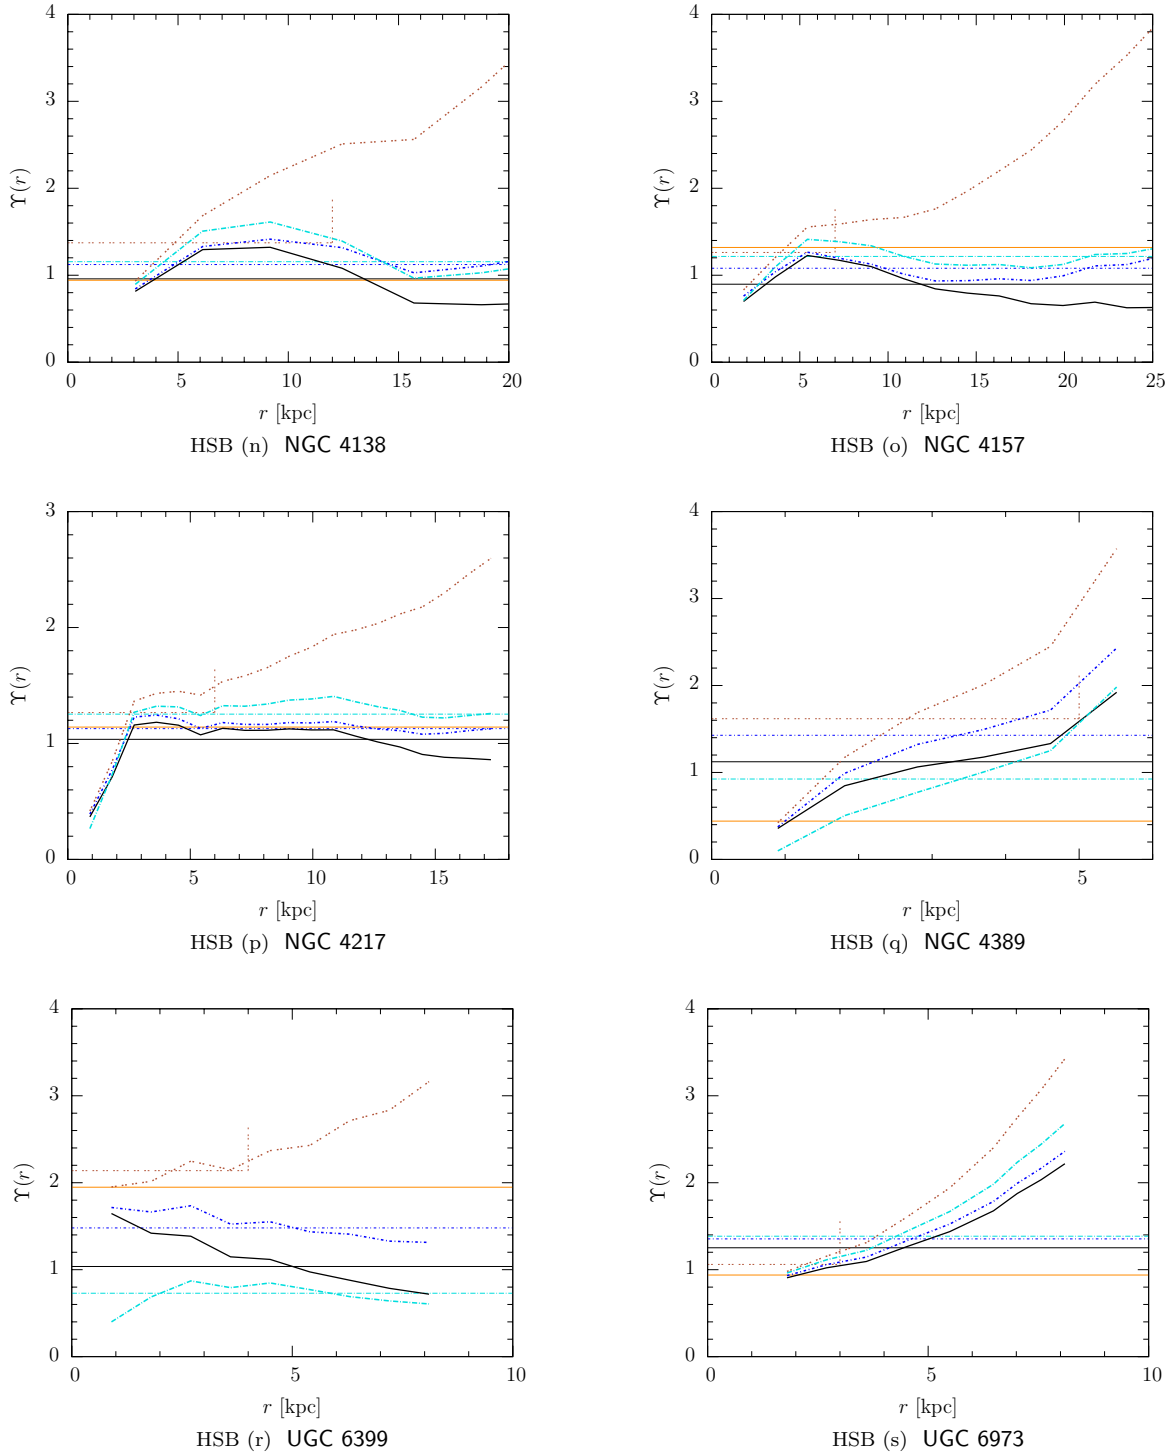 4
3
2
1
0
ϒ(r)
0 5 10 15 20
r [kpc]
HSB (n) NGC 4138
4
3
2
1
0
ϒ(r)
0 5 10 15 20 25
r [kpc]
HSB (o) NGC 4157
3
2
1
0
ϒ(r)
0 5 10 15
r [kpc]
HSB (p) NGC 4217
4
3
2
1
0
ϒ(r)
0 5
r [kpc]
HSB (q) NGC 4389
4
3
2
1
0
ϒ(r)
0 5 10
r [kpc]
HSB (r) UGC 6399
4
3
2
1
0
ϒ(r)
0 5 10
r [kpc]
HSB (s) UGC 6973